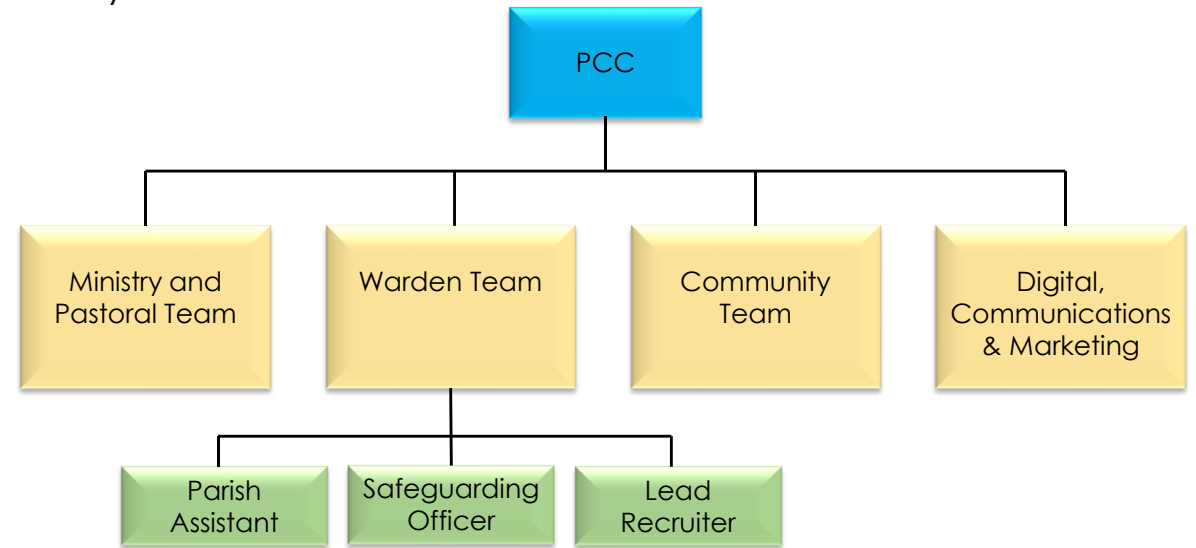 PCC
Ministry and
Pastoral Team
Warden Team
Community
Team
Digital,
Communications
& Marketing
Parish
Assistant
Safeguarding
Officer
Lead
Recruiter